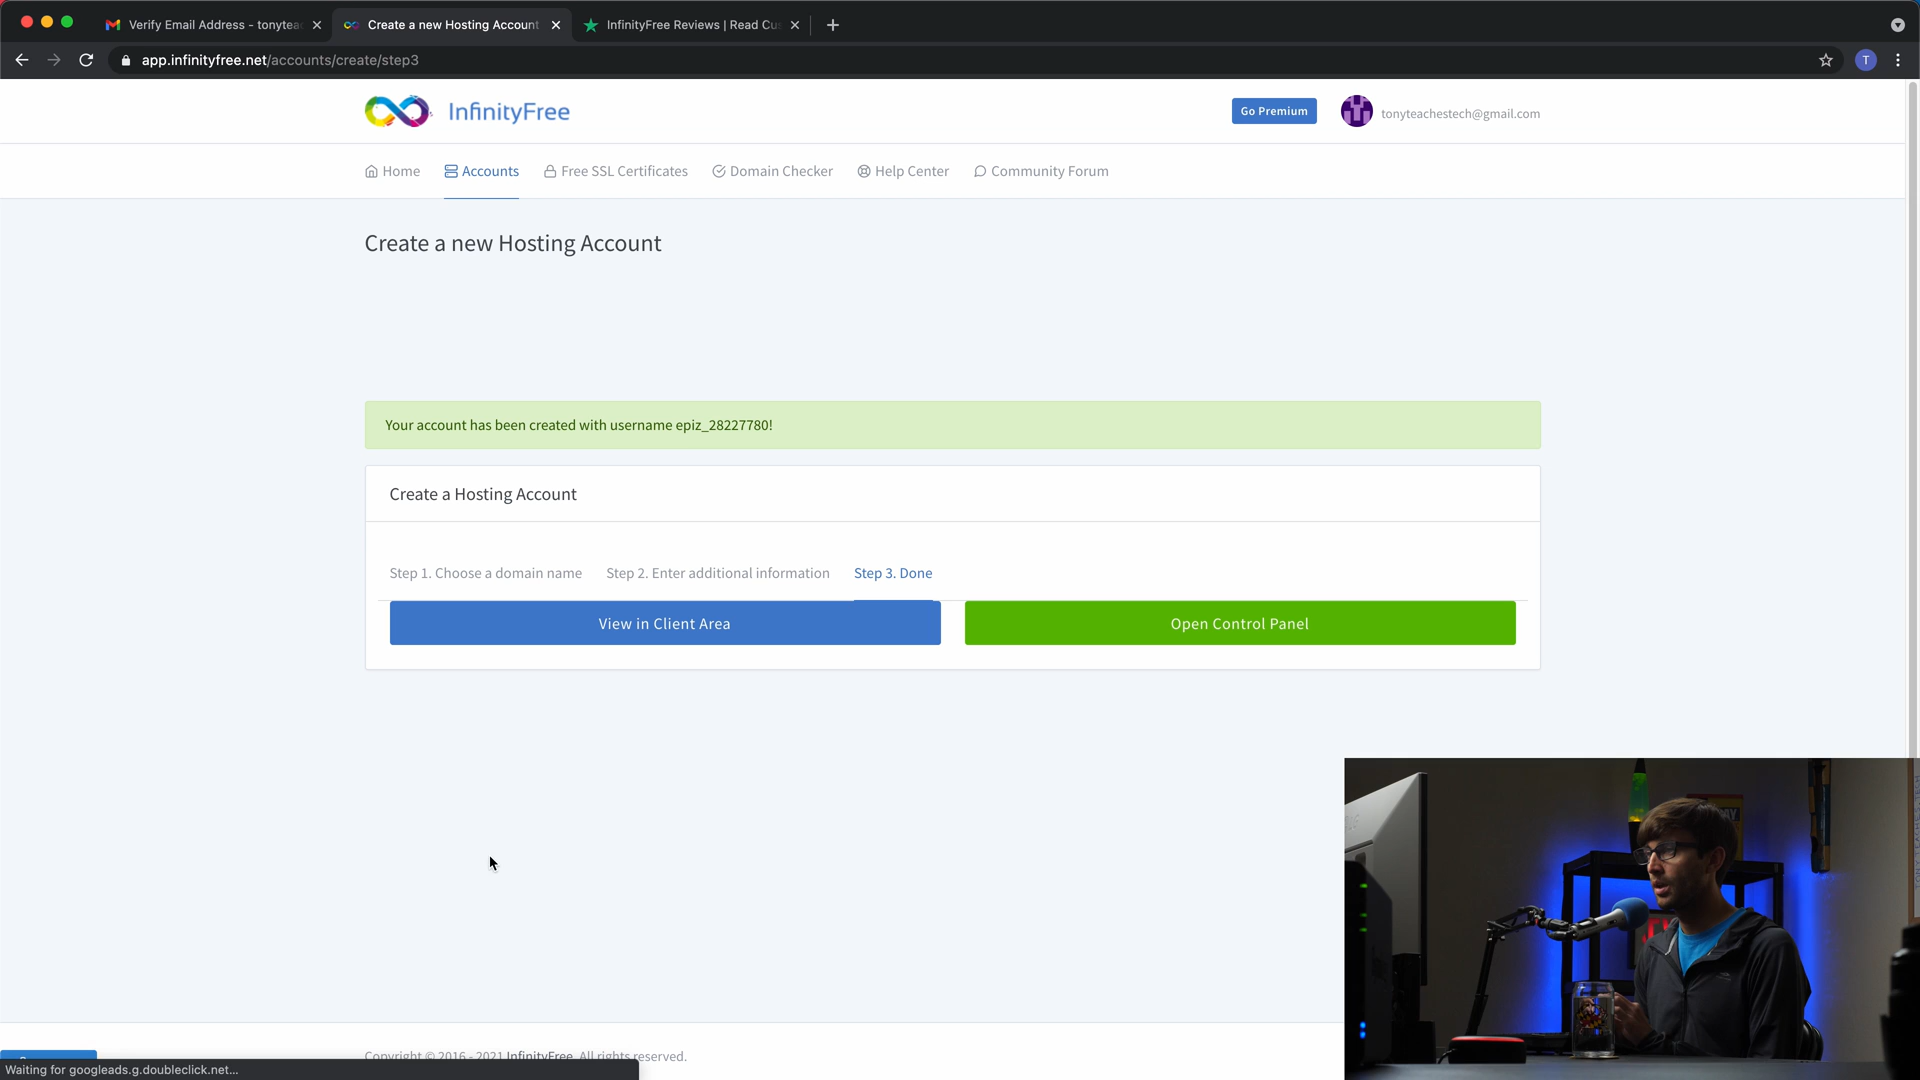 Verify Email Address - tonytea
Create a new Hosting Account
InfinityFree Reviews | Read Cu
app.infinityfree.net/accounts/create/step3
T
InfinityFree
Go Premium
tonyteachestech@gmail.com
Home
Accounts
Free SSL Certificates
Domain Checker
Help Center
Community Forum
Create a new Hosting Account
Your account has been created with username epiz_28227780!
Create a Hosting Account
Step 1. Choose a domain name
Step 2. Enter additional information
Step 3. Done
View in Client Area
Open Control Panel
Copyright © 2016 - 2021 InfinityFree. All rights reserved.
Waiting for googleads.g.doubleclick.net...